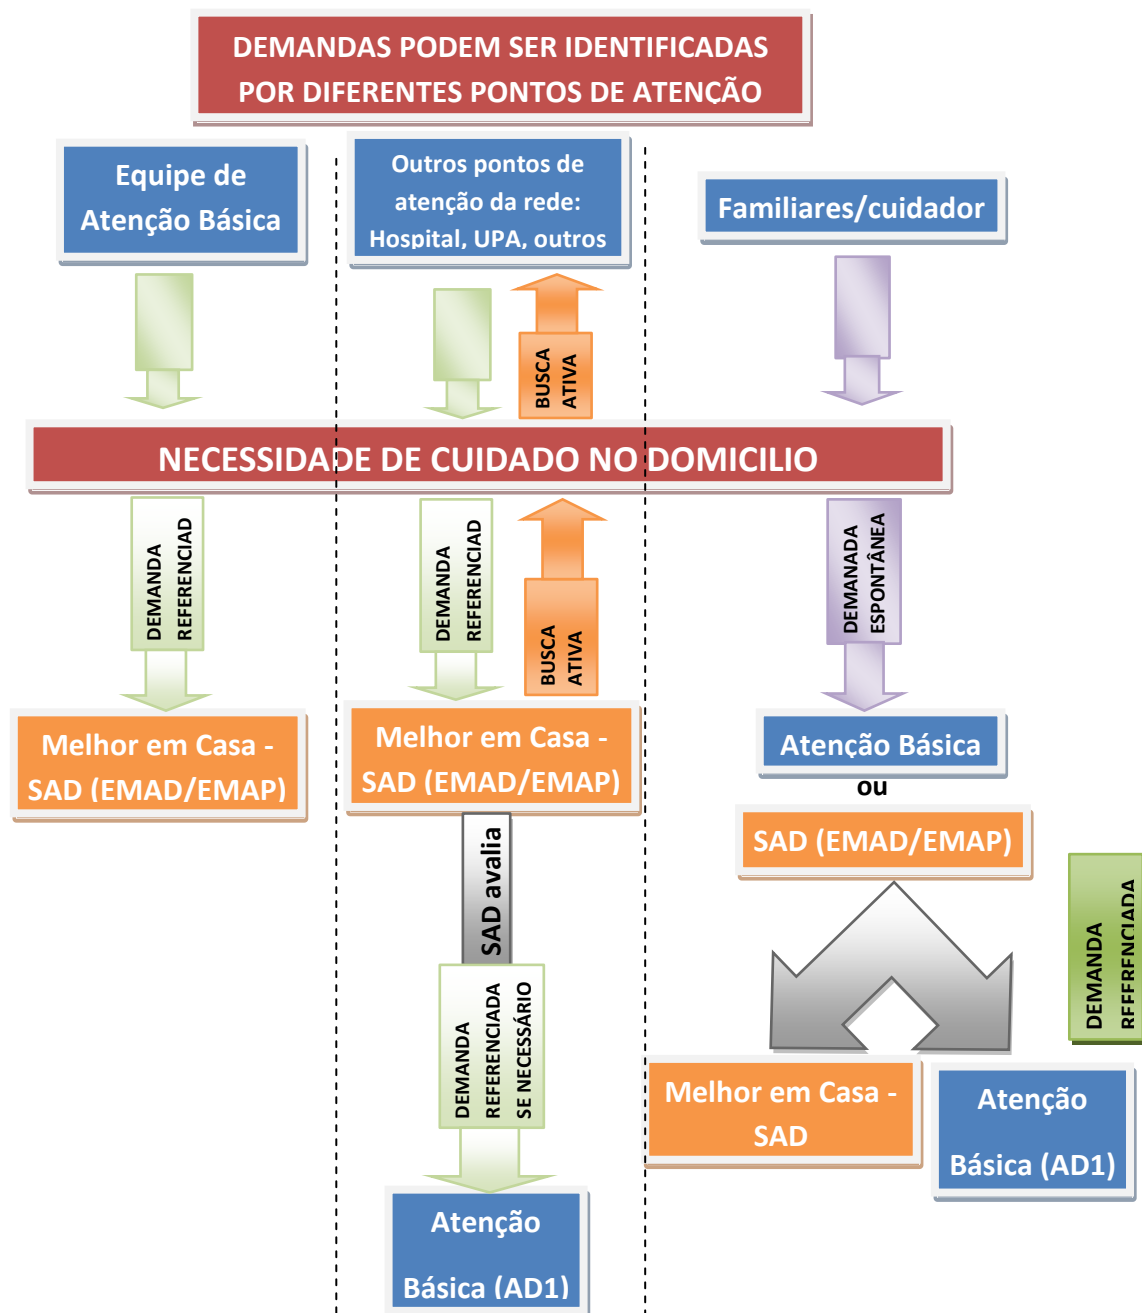 DEMANDAS PODEM SER IDENTIFICADAS
POR DIFERENTES PONTOS DE ATENÇÃO
Equipe de
Atenção Básica
Outros pontos de
atenção da rede:
Hospital, UPA, outros
Familiares/cuidador
BUSCA
ATIVA
NECESSIDADE DE CUIDADO NO DOMICILIO
DEMANDA
REFERENCIAD
DEMANDA
REFERENCIAD
BUSCA
ATIVA
DEMANADA
ESPONTÂNEA
Melhor em Casa -
SAD (EMAD/EMAP)
Melhor em Casa -
SAD (EMAD/EMAP)
Atenção Básica
ou
SAD (EMAD/EMAP)
SAD avalia
DEMANDA
REFERENCIADA
DEMANDA
REFERENCIADA
SE NECESSÁRIO
Melhor em Casa -
SAD
Atenção
Básica (AD1)
Atenção
Básica (AD1)